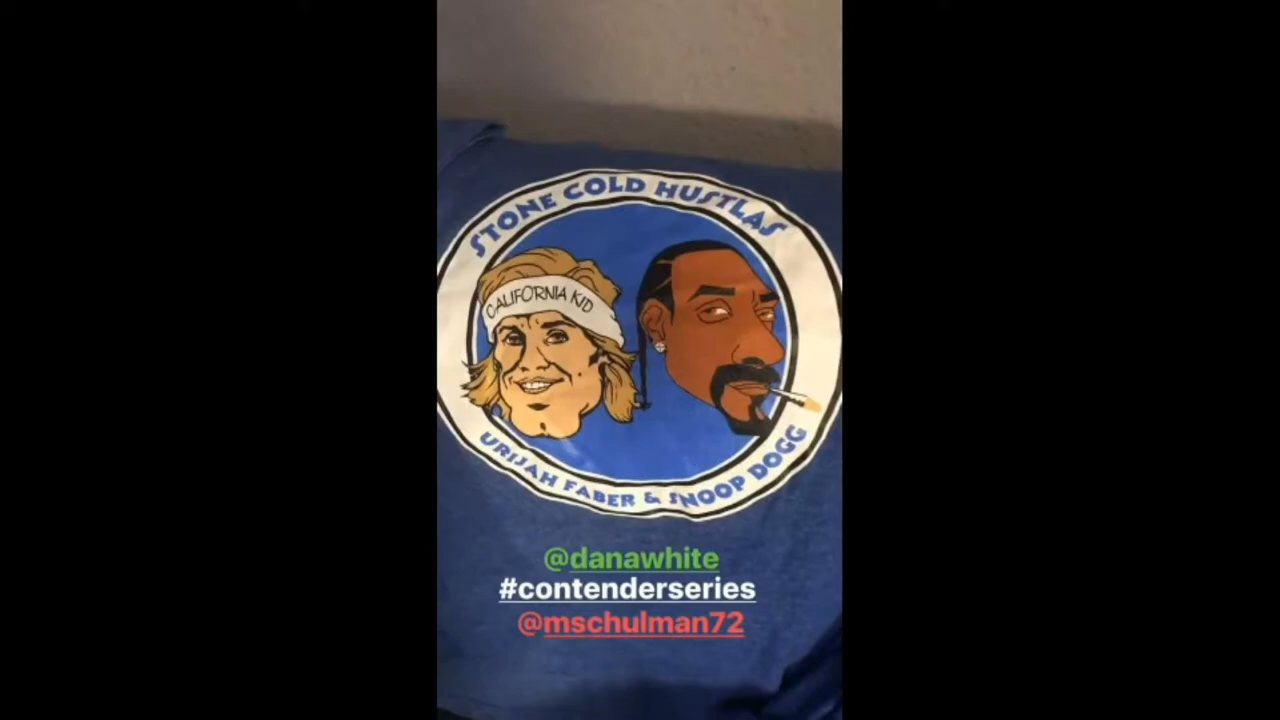 STONE COLD HUSTLAS
CALIFORNIA KID
URIJAH FABER & SNOOP DOGG
@danawhite
#contenderseries
@mschulman72